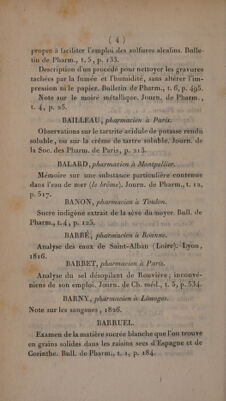 ( 4 )
propre à faciliter l'emploi des sulfures alcalins. Bulle-
tin de Pharm., t. 5, p. 133.
Description d'un procédé pour nettoyer les gravures
tachées par la fumée et l'humidité, sans altérer l'im-
pression ni le papier. Bulletin de Pharm., t. 6, p. 495.
Note sur le moiré métallique. Journ. de Pharm.,
t. 4, p. 25.
BAILLEAU, pharmacien à Paris.
Observations sur le tartrite acidule de potasse rendu
soluble, ou sur la crème de tartre soluble. Journ. de
la Soc. des Pharm. de Paris, p. 213.
BALARD, pharmacien à Montpellier.
Mémoire sur une substance particulière contenue
dans l'eau de mer (le brôme). Journ. de Pharm., t. 12,
p. 517.
BANON, pharmacien à Toulon.
Sucre indigène extrait de la sève du noyer. Bull. de
Pharm., t. 4, p. 125.
BARBÉ, pharmacien à Rouane.
Analyse des eaux de Saint-Alban (Loire). Lyon,
1816.
BARBET, pharmacien à Paris.
Analyse du sel désopilant de Rouvière; inconvé-
niens de son emploi. Journ. de Ch. méd., t. 5, p. 534.
BARNY, pharmacien à Limoges.
Note sur les sangsues, 1826.
BARRUEL.
Examen de la matière sucrée blanche que l'on trouve
en grains solides dans les raisins secs d'Espagne et de
Corinthe. Bull. de Pharm., t. 1, p. 184.